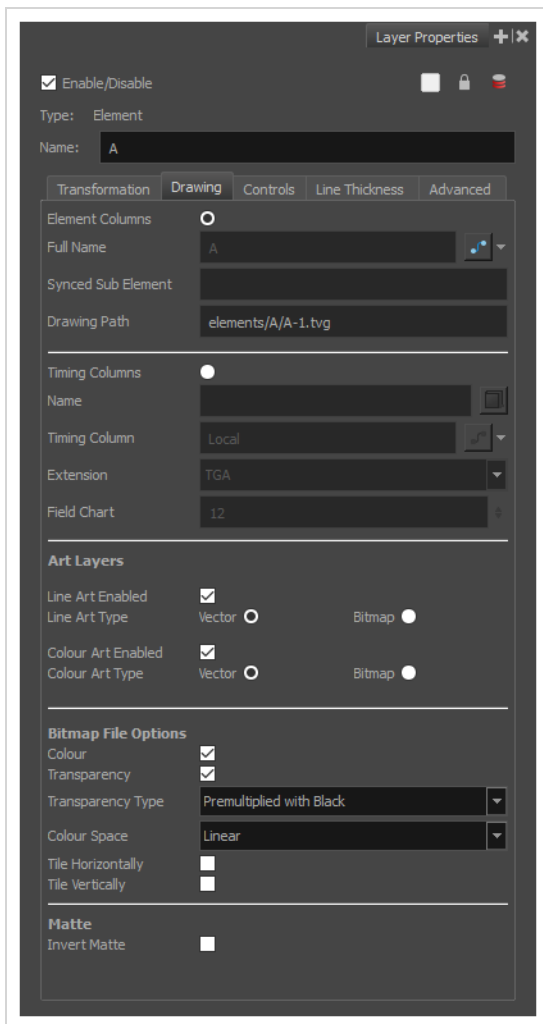 Layer Properties
Enable/Disable
Type: Element
Name: A
Transformation Drawing Controls Line Thickness Advanced
Element Columns
Full Name A
Synced Sub Element
Drawing Path elements/A/A-1.tvg
Timing Columns
Name
Timing Column Local
Extension TGA
Field Chart 12
Art Layers
Line Art Enabled
Line Art Type Vector Bitmap
Colour Art Enabled
Colour Art Type Vector Bitmap
Bitmap File Options
Colour
Transparency
Transparency Type Premultiplied with Black
Colour Space Linear
Tile Horizontally
Tile Vertically
Matte
Invert Matte